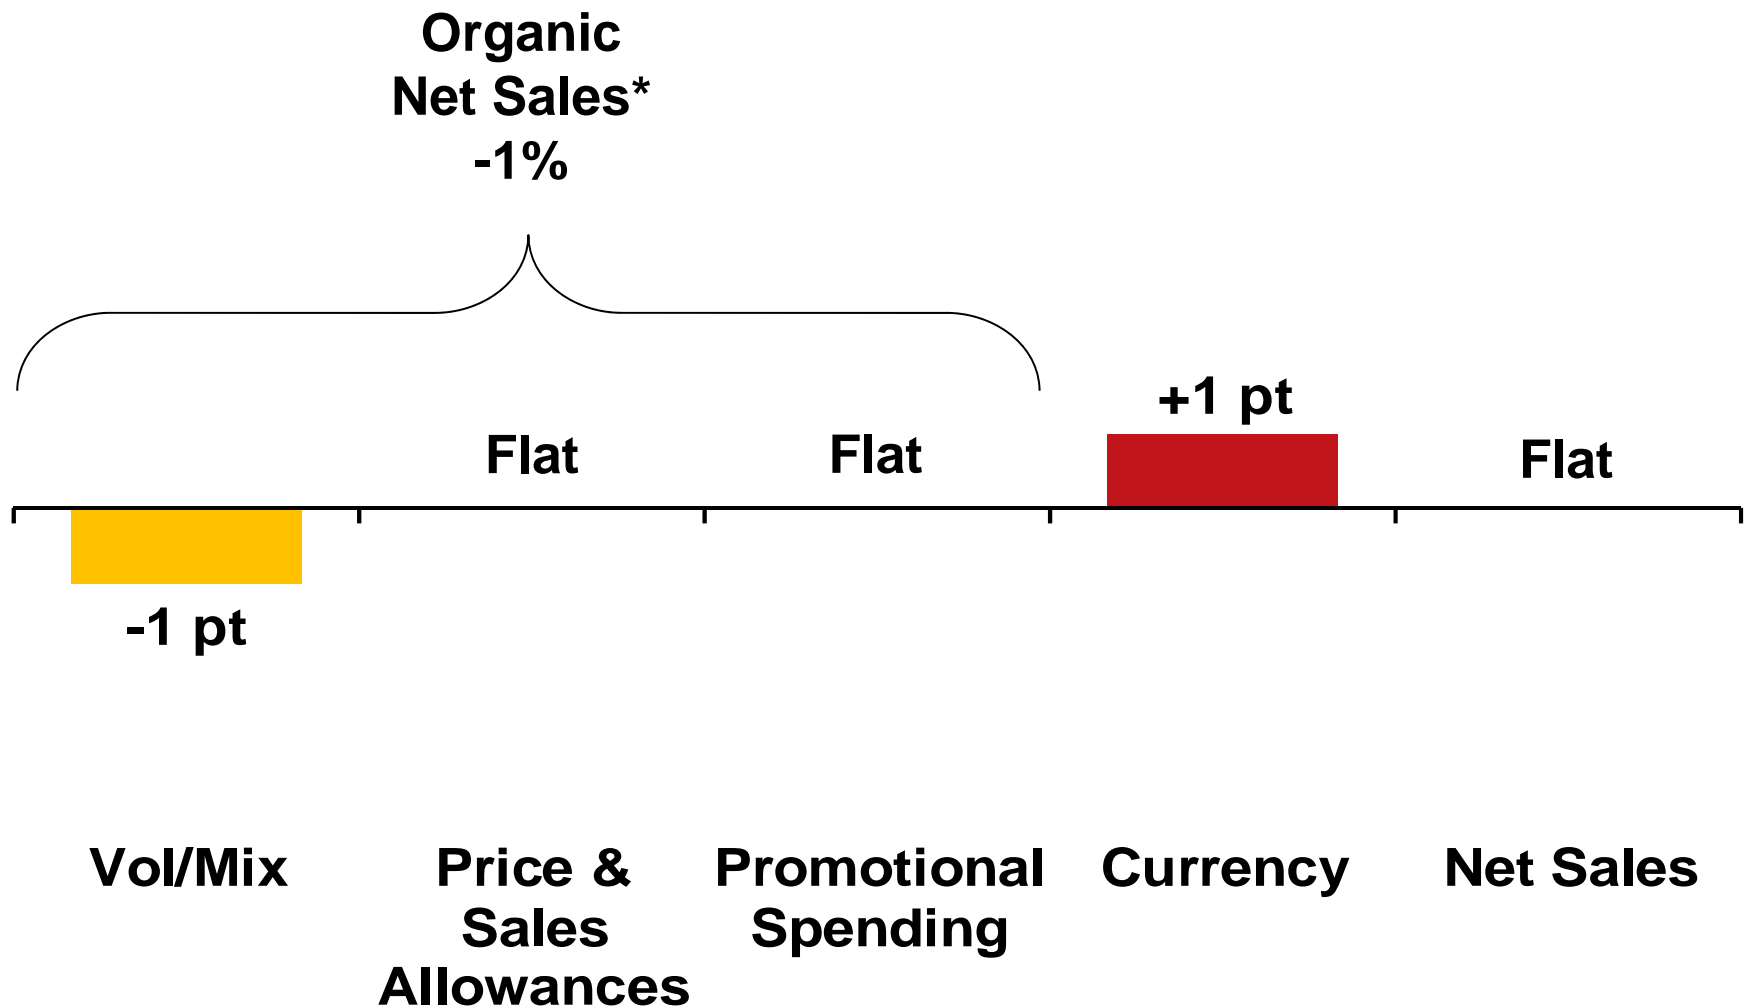 Organic
Net Sales*
-1%
+1 pt
Flat
Flat
Flat
-1 pt
Vol/Mix
Price &
Sales
Allowances
Promotional
Spending
Currency
Net Sales